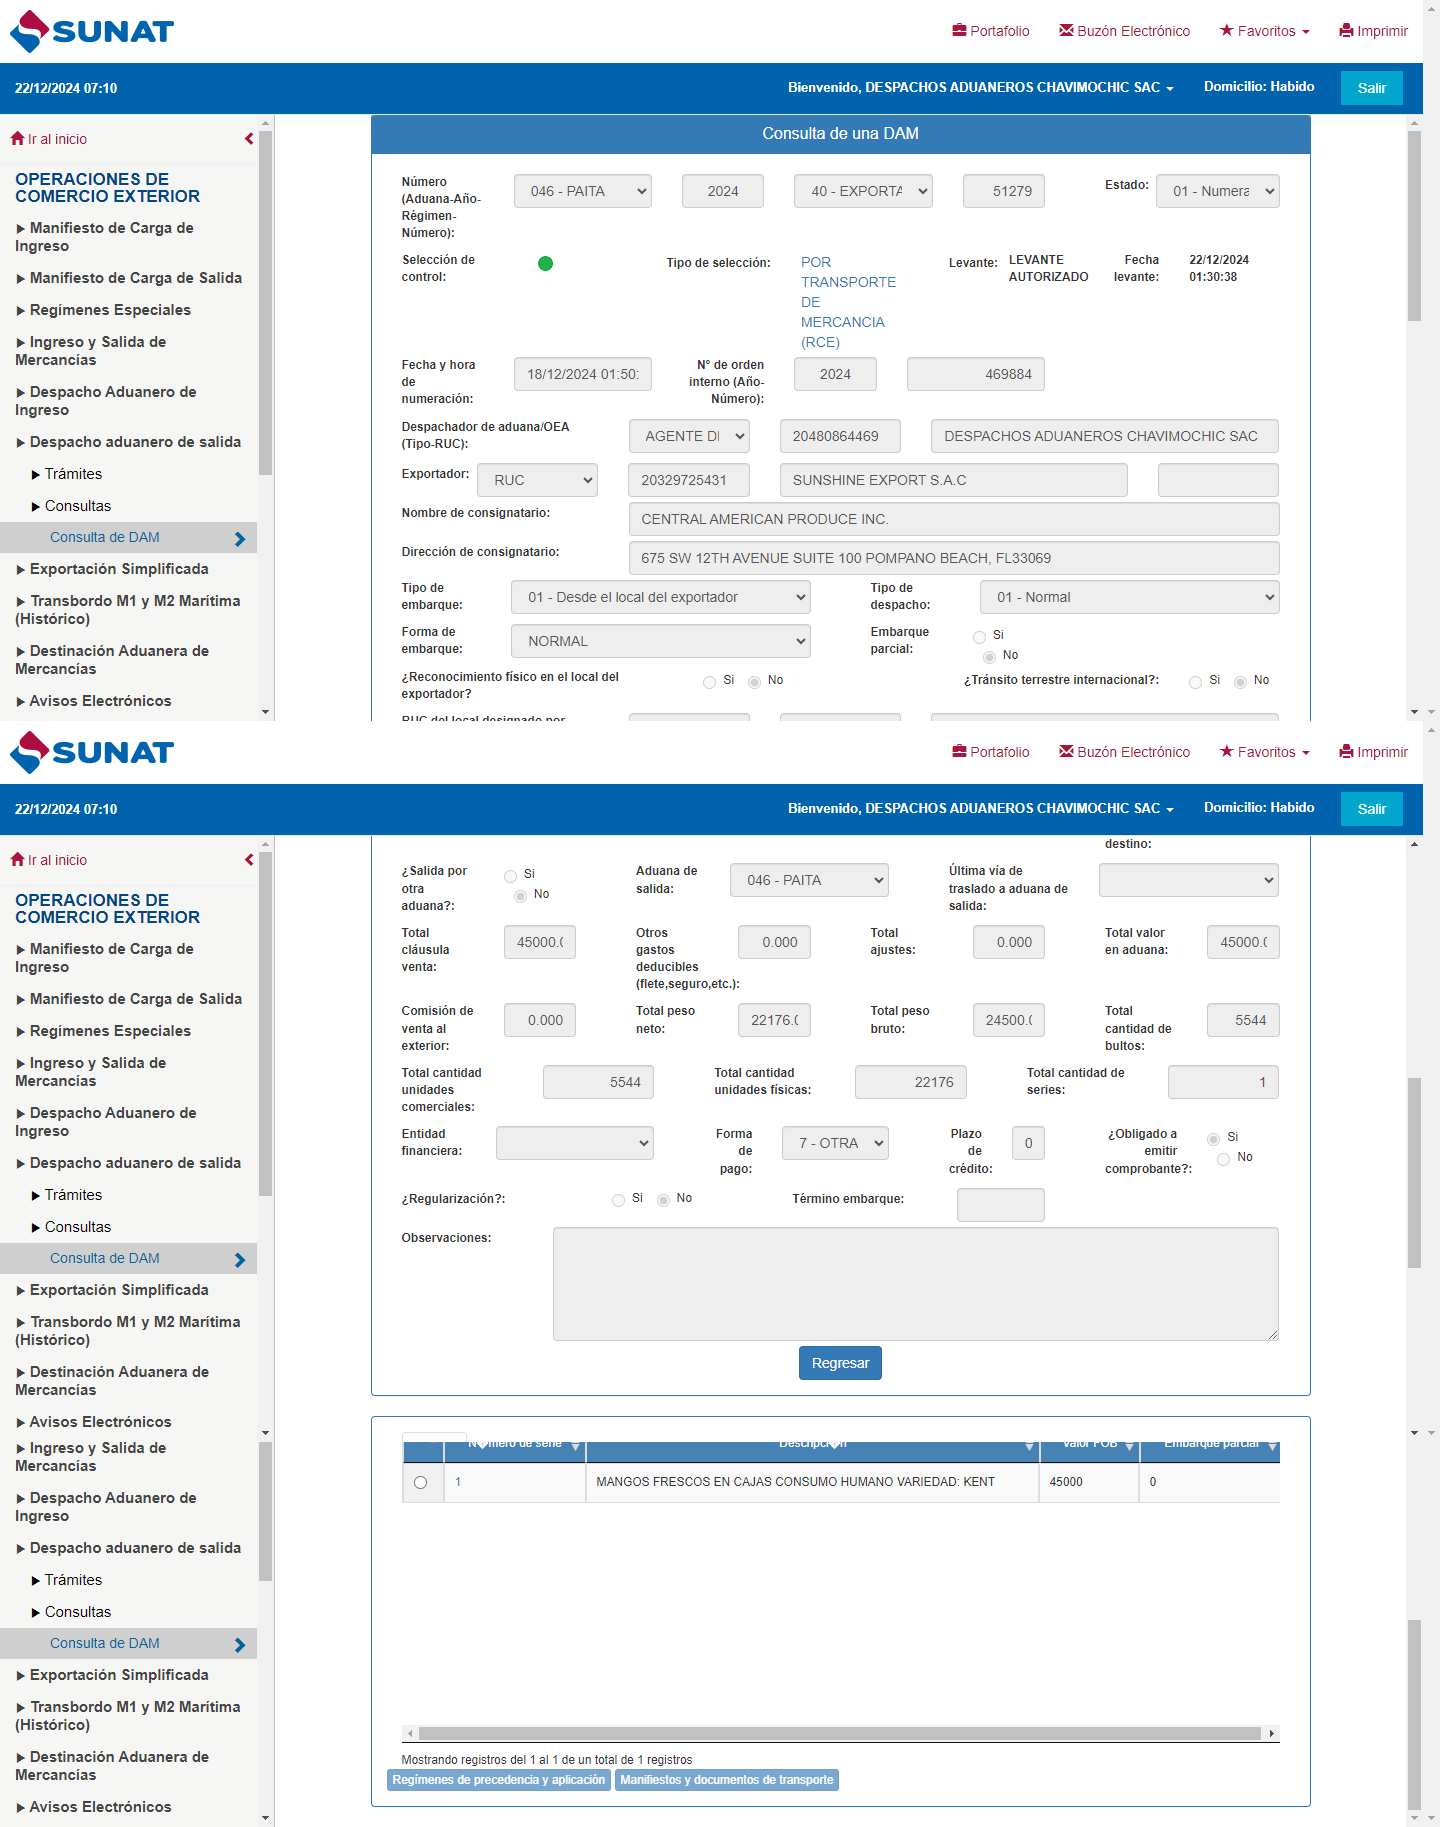 SUNAT
Portafolio
Buzón Electrónico
Favoritos
Imprimir
22/12/2024 07:10
Bienvenido, DESPACHOS ADUANEROS CHAVIMOCHIC SAC
Domicilio: Habido
Salir
Ir al inicio
OPERACIONES DE
COMERCIO EXTERIOR
Manifiesto de Carga de
Ingreso
Manifiesto de Carga de Salida
Regímenes Especiales
Ingreso y Salida de
Mercancías
Despacho Aduanero de
Ingreso
Despacho aduanero de salida
Trámites
Consultas
Consulta de DAM
Exportación Simplificada
Transbordo M1 y M2 Marítima
(Histórico)
Destinación Aduanera de
Mercancías
Avisos Electrónicos
Consulta de una DAM
Número
(Aduana-Año-
Régimen-
Número):
046 - PAITA
2024
40 - EXPORTA
51279
Estado:
01 - Numera
Selección de
control:
Tipo de selección:
POR
TRANSPORTE
DE
MERCANCIA
(RCE)
Levante:
LEVANTE
AUTORIZADO
Fecha
levante:
22/12/2024
01:30:38
Fecha y hora
de
numeración:
18/12/2024 01:50:
N° de orden
interno (Año-
Número):
2024
469884
Despachador de aduana/OEA
(Tipo-RUC):
AGENTE DI
20480864469
DESPACHOS ADUANEROS CHAVIMOCHIC SAC
Exportador:
RUC
20329725431
SUNSHINE EXPORT S.A.C
Nombre de consignatario:
CENTRAL AMERICAN PRODUCE INC.
Dirección de consignatario:
675 SW 12TH AVENUE SUITE 100 POMPANO BEACH, FL33069
Tipo de
embarque:
01 - Desde el local del exportador
Tipo de
despacho:
01 - Normal
Forma de
embarque:
NORMAL
Embarque
parcial:
Si
No
¿Reconocimiento físico en el local del
exportador?
Si
No
¿Tránsito terrestre internacional?:
Si
No
RUC del local designado por
SUNAT
Portafolio
Buzón Electrónico
Favoritos
Imprimir
22/12/2024 07:10
Bienvenido, DESPACHOS ADUANEROS CHAVIMOCHIC SAC
Domicilio: Habido
Salir
Ir al inicio
OPERACIONES DE
COMERCIO EXTERIOR
Manifiesto de Carga de
Ingreso
Manifiesto de Carga de Salida
Regímenes Especiales
Ingreso y Salida de
Mercancías
Despacho Aduanero de
Ingreso
Despacho aduanero de salida
Trámites
Consultas
Consulta de DAM
Exportación Simplificada
Transbordo M1 y M2 Marítima
(Histórico)
Destinación Aduanera de
Mercancías
Avisos Electrónicos
destino:
¿Salida por
otra
aduana?:
Si
No
Aduana de
salida:
046 - PAITA
Última vía de
traslado a aduana de
salida:
Total
cláusula
venta:
45000.(
Otros
gastos
deducibles
(flete,seguro,etc.):
0.000
Total
ajustes:
0.000
Total valor
en aduana:
45000.(
Comisión de
venta al
exterior:
0.000
Total peso
neto:
22176.(
Total peso
bruto:
24500.(
Total
cantidad de
bultos:
5544
Total cantidad
unidades
comerciales:
5544
Total cantidad
unidades físicas:
22176
Total cantidad de
series:
1
Entidad
financiera:
Forma
de
pago:
7 - OTRA
Plazo
de
crédito:
0
¿Obligado a
emitir
comprobante?:
Si
No
¿Regularización?:
Si
No
Término embarque:
Observaciones:
Regresar
Ingreso y Salida de
Mercancías
Despacho Aduanero de
Ingreso
Despacho aduanero de salida
Trámites
Consultas
Consulta de DAM
Exportación Simplificada
Transbordo M1 y M2 Marítima
(Histórico)
Destinación Aduanera de
Mercancías
Avisos Electrónicos
N�mero de serie
Descripci�n
Valor FOB
Embarque parcial
1
MANGOS FRESCOS EN CAJAS CONSUMO HUMANO VARIEDAD: KENT
45000
0
Mostrando registros del 1 al 1 de un total de 1 registros
Regímenes de precedencia y aplicación
Manifiestos y documentos de transporte